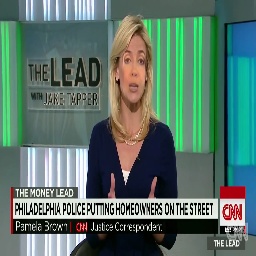 THE LEAD
WITH JAKE TAPPER
THE MONEY LEAD
PHILADELPHIA POLICE PUTTING HOMEOWNERS ON THE STREET
Pamela Brown CNN Justice Correspondent
CNN
THE LEAD